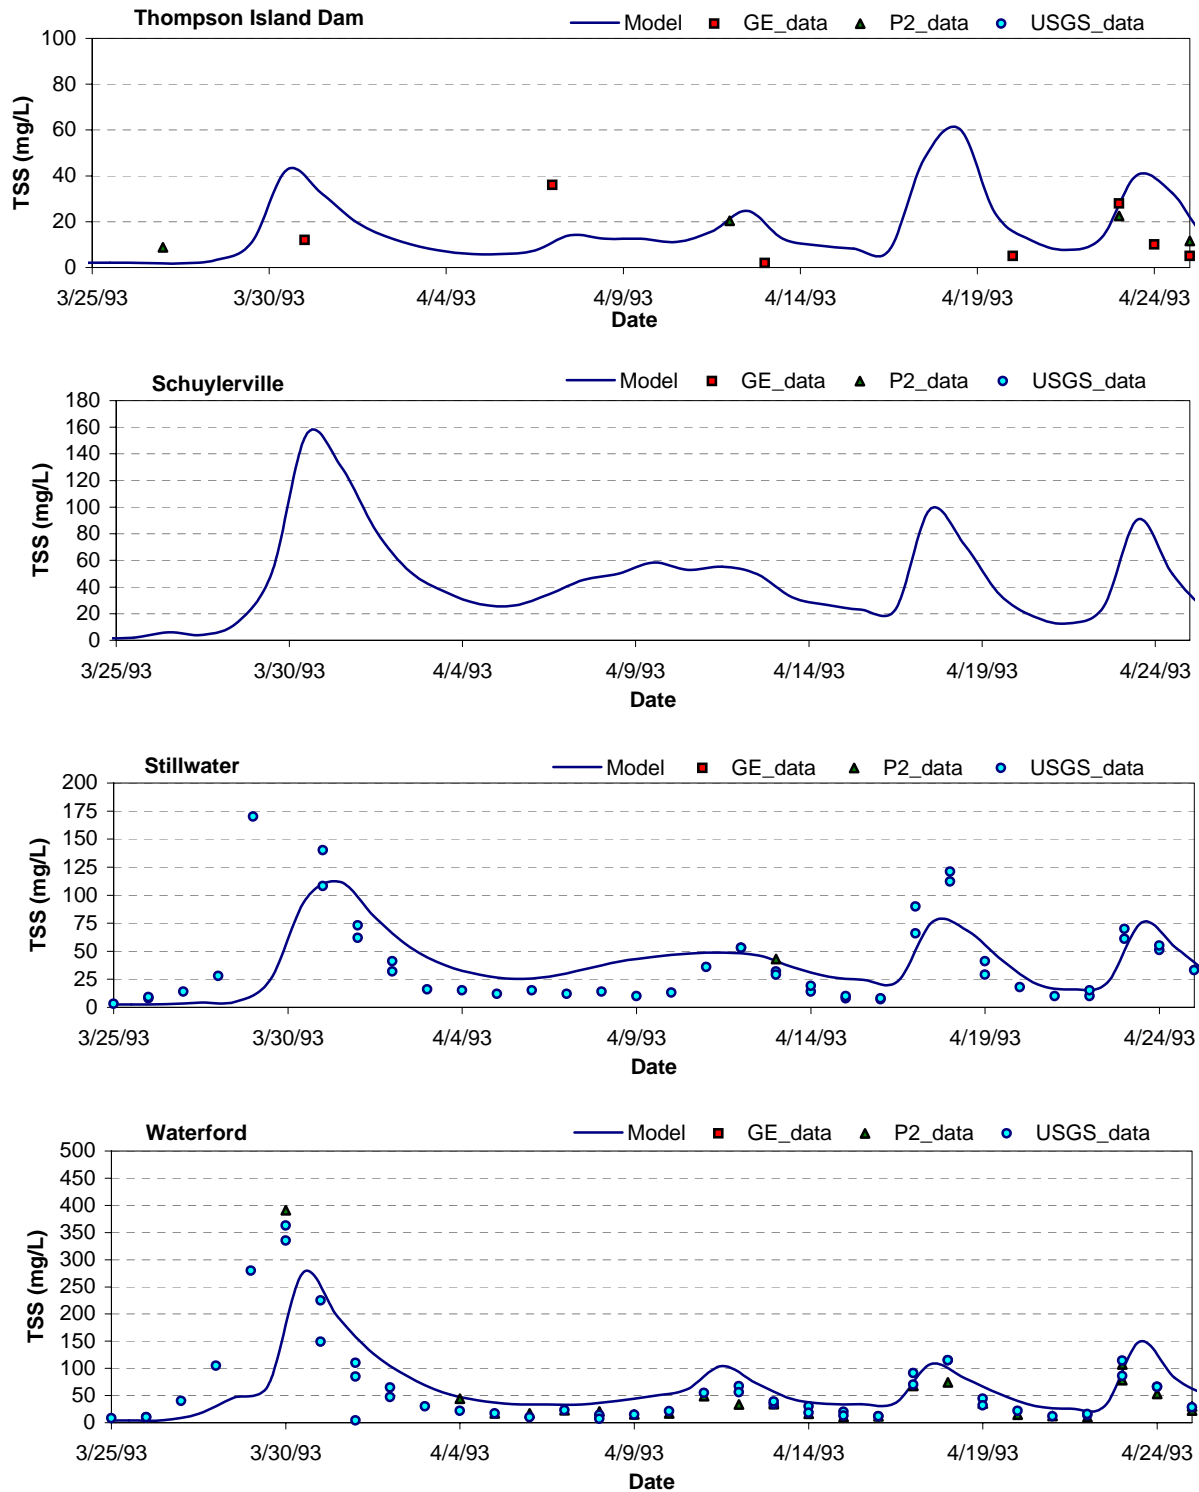 Thompson Island Dam
Model GE_data P2_data USGS_data
100
80
60
40
20
0
TSS (mg/L)
3/25/93 3/30/93 4/4/93 4/9/93 4/14/93 4/19/93 4/24/93
Date
Schuylerville
Model GE_data P2_data USGS_data
180
160
140
120
100
80
60
40
20
0
TSS (mg/L)
3/25/93 3/30/93 4/4/93 4/9/93 4/14/93 4/19/93 4/24/93
Date
Stillwater
Model GE_data P2_data USGS_data
200
175
150
125
100
75
50
25
0
TSS (mg/L)
3/25/93 3/30/93 4/4/93 4/9/93 4/14/93 4/19/93 4/24/93
Date
Waterford
Model GE_data P2_data USGS_data
500
450
400
350
300
250
200
150
100
50
0
TSS (mg/L)
3/25/93 3/30/93 4/4/93 4/9/93 4/14/93 4/19/93 4/24/93
Date